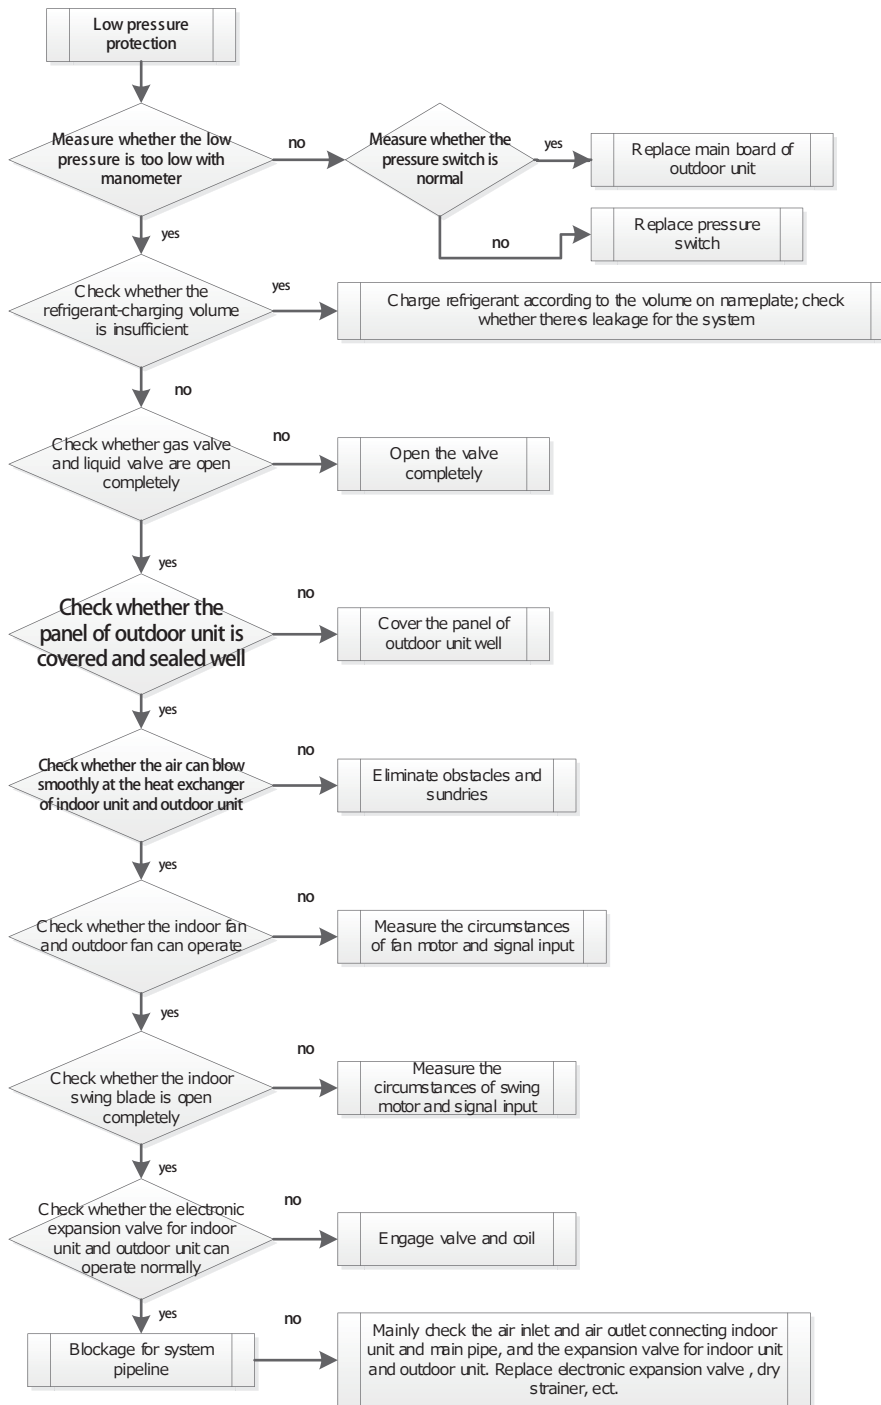 Low pressure
protection
Measure whether the low
pressure is too low with
manometer
no
Measure whether the
pressure switch is
normal
yes
Replace main board of
outdoor unit
no
Replace pressure
switch
yes
Check whether the
refrigerant-charging volume
is insufficient
yes
Charge refrigerant according to the volume on nameplate; check
whether there's leakage for the system
no
Check whether gas valve
and liquid valve are open
completely
no
Open the valve
completely
yes
Check whether the
panel of outdoor unit is
covered and sealed well
no
Cover the panel of
outdoor unit well
yes
Check whether the air can blow
smoothly at the heat exchanger
of indoor unit and outdoor unit
no
Eliminate obstacles and
sundries
yes
Check whether the indoor fan
and outdoor fan can operate
no
Measure the circumstances
of fan motor and signal input
yes
Check whether the indoor
swing blade is open
completely
no
Measure the
circumstances of swing
motor and signal input
yes
Check whether the electronic
expansion valve for indoor
unit and outdoor unit can
operate normally
no
Engage valve and coil
yes
Blockage for system
pipeline
no
Mainly check the air inlet and air outlet connecting indoor
unit and main pipe, and the expansion valve for indoor unit
and outdoor unit. Replace electronic expansion valve , dry
strainer, ect.